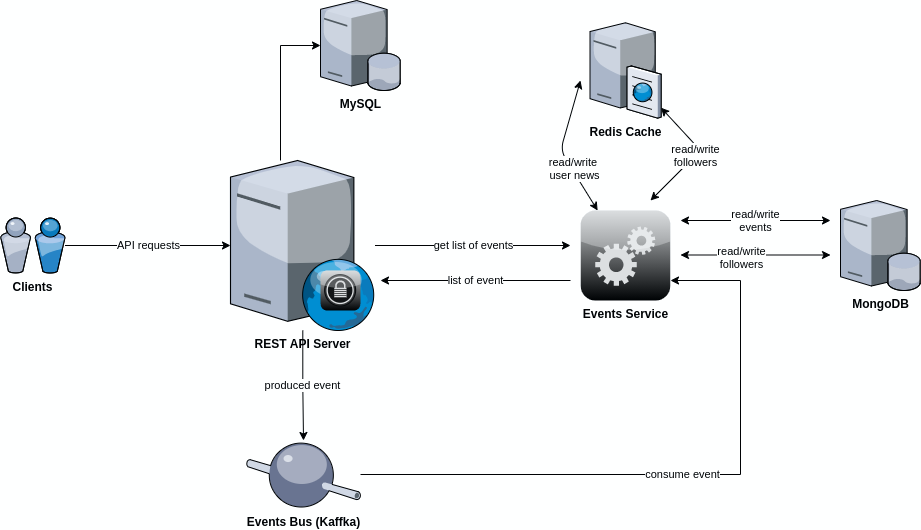 MySQL
Redis Cache
read/write
followers
read/write
user news
read/write
events
API requests
get list of events
read/write
followers
list of event
Clients
Events Service
MongoDB
REST API Server
produced event
consume event
Events Bus (Kaffka)